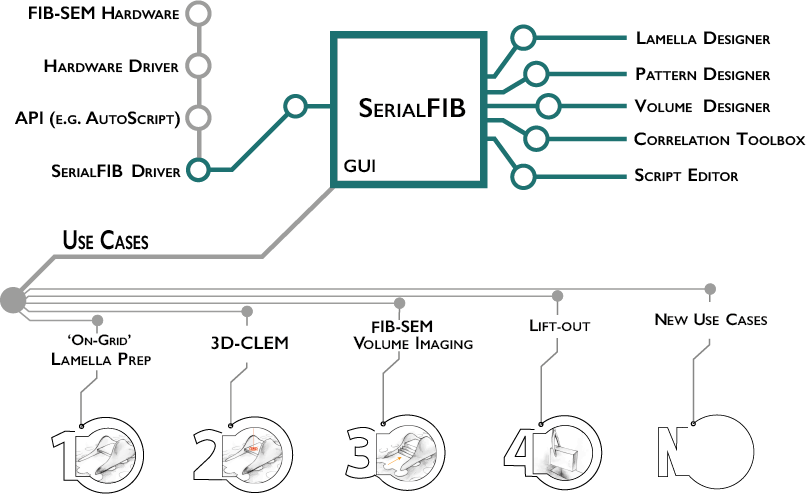 FIB-SEM Hardware
Hardware Driver
API (e.g. AutoScript)
SerialFIB Driver
SerialFIB
GUI
Lamella Designer
Pattern Designer
Volume Designer
Correlation Toolbox
Script Editor
Use Cases
‘On-Grid’
Lamella Prep
3D-CLEM
FIB-SEM
Volume Imaging
Lift-out
New Use Cases
1
2
3
4
N